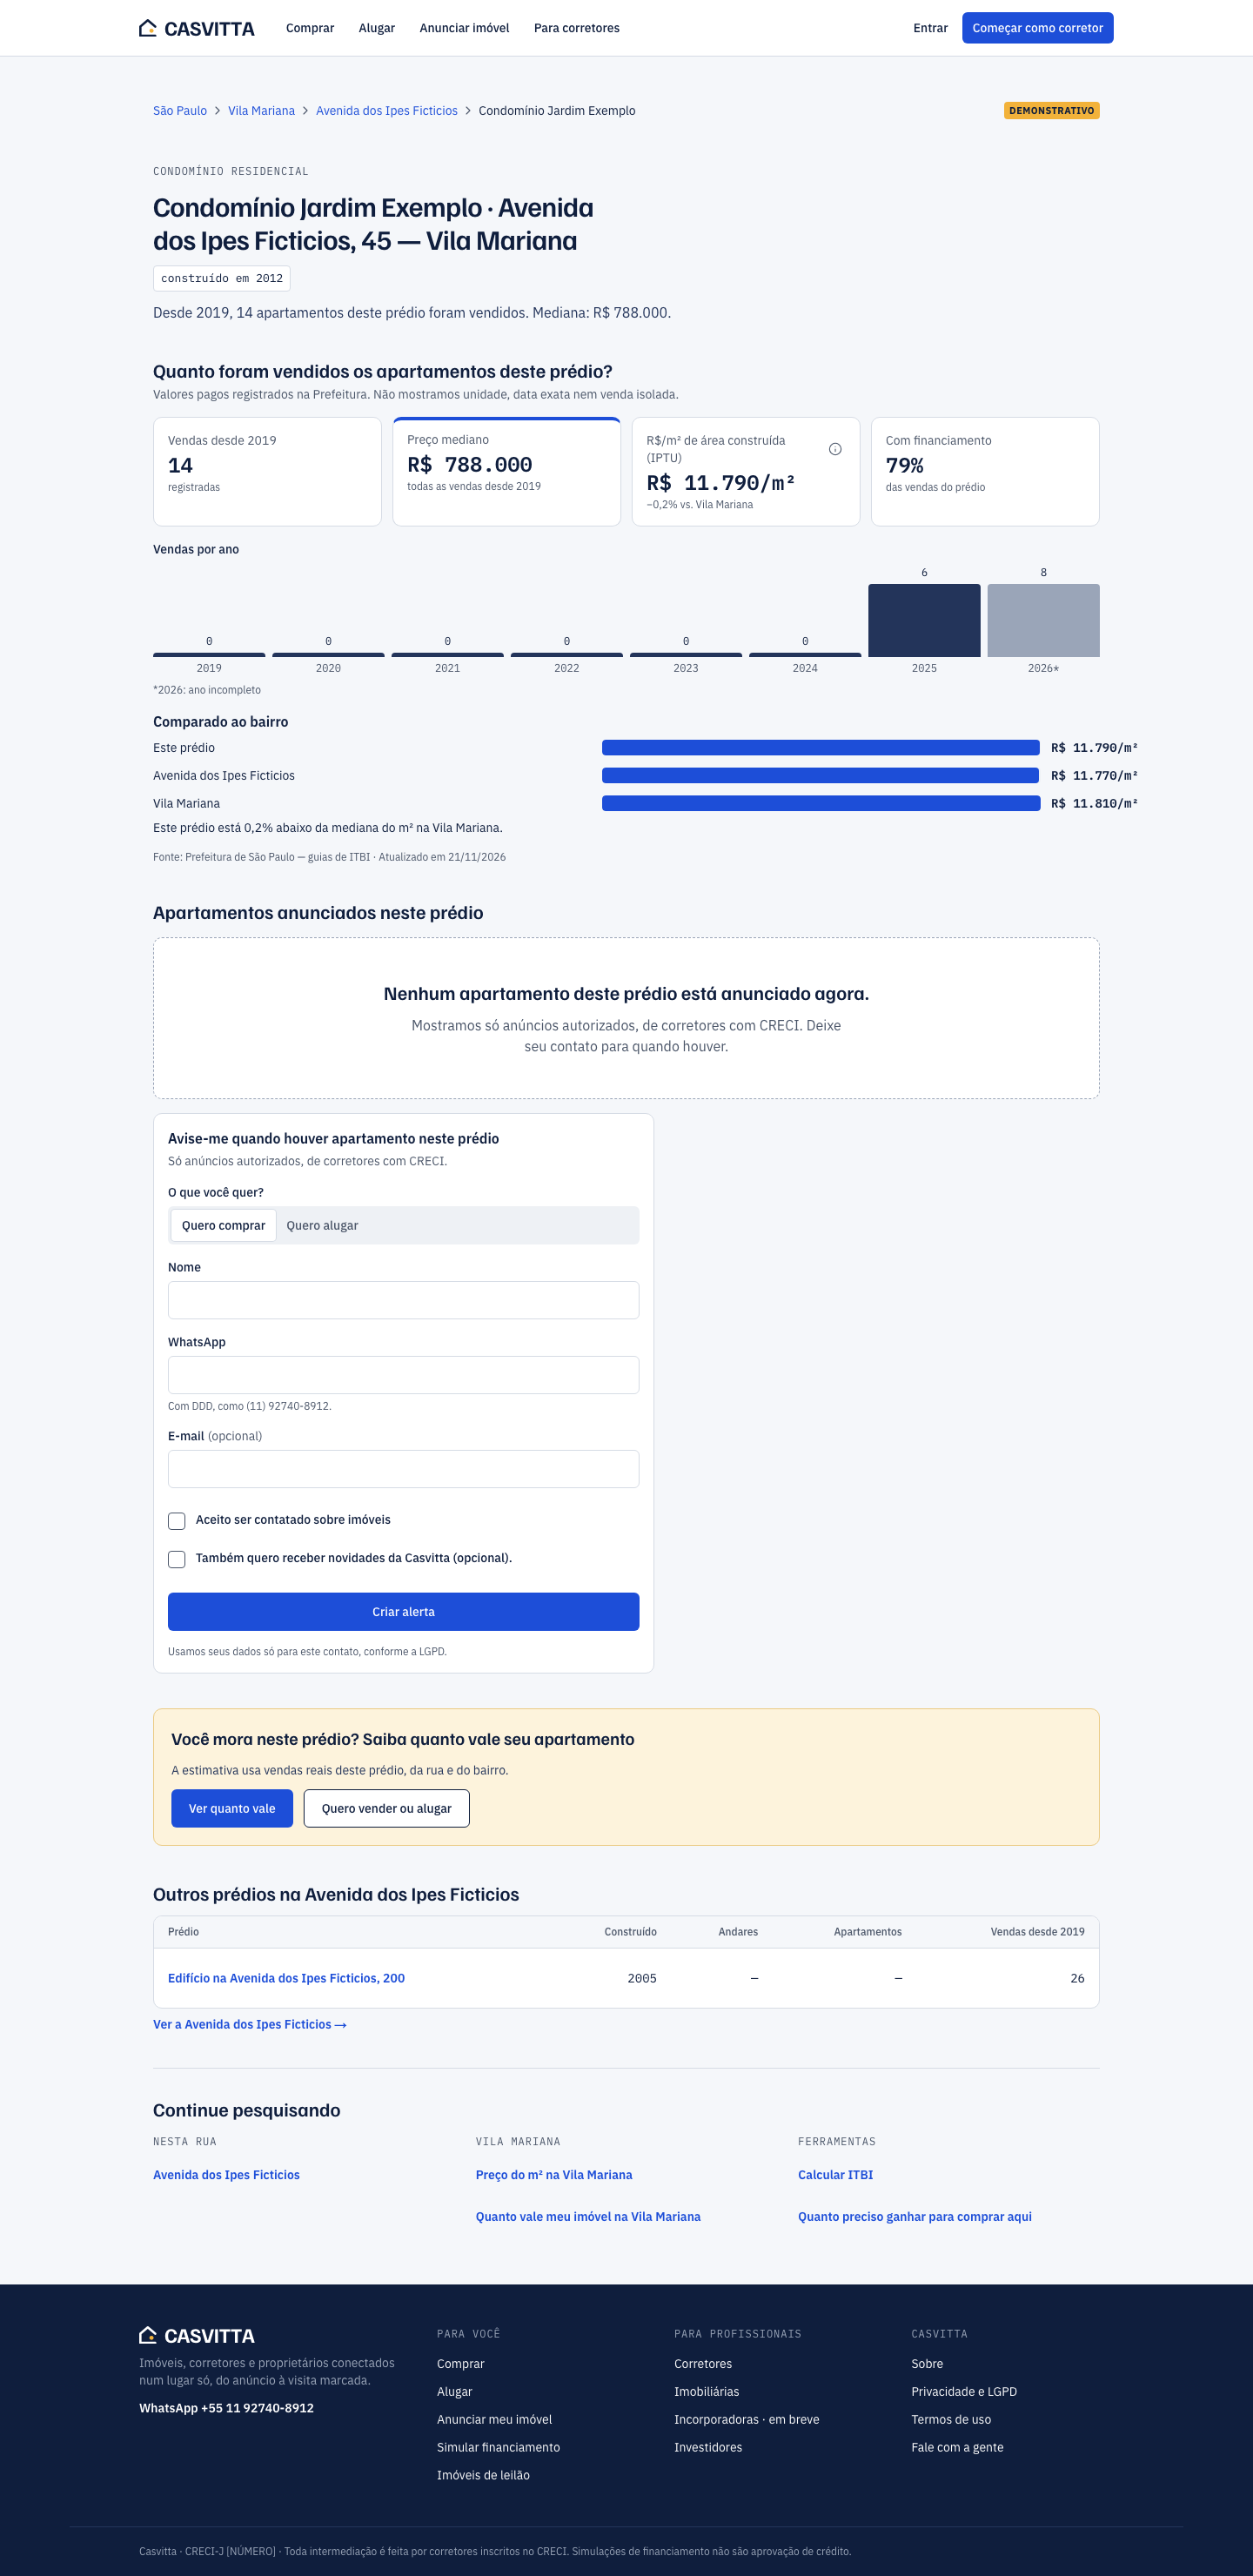 CASVITTA
Comprar
Alugar
Anunciar imóvel
Para corretores
Entrar
Começar como corretor
São Paulo > Vila Mariana > Avenida dos Ipes Ficticios > Condomínio Jardim Exemplo
DEMONSTRATIVO
CONDOMÍNIO RESIDENCIAL
Condomínio Jardim Exemplo · Avenida
dos Ipes Ficticios, 45 — Vila Mariana
construído em 2012
Desde 2019, 14 apartamentos deste prédio foram vendidos. Mediana: R$ 788.000.
Quanto foram vendidos os apartamentos deste prédio?
Valores pagos registrados na Prefeitura. Não mostramos unidade, data exata nem venda isolada.
Vendas desde 2019
14
registradas
Preço mediano
R$ 788.000
todas as vendas desde 2019
R$/m² de área construída
(IPTU)
R$ 11.790/m²
−0,2% vs. Vila Mariana
Com financiamento
79%
das vendas do prédio
Vendas por ano
0
0
0
0
0
0
6
8
2019
2020
2021
2022
2023
2024
2025
2026*
*2026: ano incompleto
Comparado ao bairro
Este prédio
R$ 11.790/m²
Avenida dos Ipes Ficticios
R$ 11.770/m²
Vila Mariana
R$ 11.810/m²
Este prédio está 0,2% abaixo da mediana do m² na Vila Mariana.
Fonte: Prefeitura de São Paulo — guias de ITBI · Atualizado em 21/11/2026
Apartamentos anunciados neste prédio
Nenhum apartamento deste prédio está anunciado agora.
Mostramos só anúncios autorizados, de corretores com CRECI. Deixe
seu contato para quando houver.
Avise-me quando houver apartamento neste prédio
Só anúncios autorizados, de corretores com CRECI.
O que você quer?
Quero comprar
Quero alugar
Nome
WhatsApp
Com DDD, como (11) 92740-8912.
E-mail (opcional)
Aceito ser contatado sobre imóveis
Também quero receber novidades da Casvitta (opcional).
Criar alerta
Usamos seus dados só para este contato, conforme a LGPD.
Você mora neste prédio? Saiba quanto vale seu apartamento
A estimativa usa vendas reais deste prédio, da rua e do bairro.
Ver quanto vale
Quero vender ou alugar
Outros prédios na Avenida dos Ipes Ficticios
Prédio
Construído
Andares
Apartamentos
Vendas desde 2019
Edifício na Avenida dos Ipes Ficticios, 200
2005
—
—
26
Ver a Avenida dos Ipes Ficticios →
Continue pesquisando
NESTA RUA
Avenida dos Ipes Ficticios
VILA MARIANA
Preço do m² na Vila Mariana
Quanto vale meu imóvel na Vila Mariana
FERRAMENTAS
Calcular ITBI
Quanto preciso ganhar para comprar aqui
CASVITTA
Imóveis, corretores e proprietários conectados
num lugar só, do anúncio à visita marcada.
WhatsApp +55 11 92740-8912
PARA VOCÊ
Comprar
Alugar
Anunciar meu imóvel
Simular financiamento
Imóveis de leilão
PARA PROFISSIONAIS
Corretores
Imobiliárias
Incorporadoras · em breve
Investidores
CASVITTA
Sobre
Privacidade e LGPD
Termos de uso
Fale com a gente
Casvitta · CRECI-J [NÚMERO] · Toda intermediação é feita por corretores inscritos no CRECI. Simulações de financiamento não são aprovação de crédito.